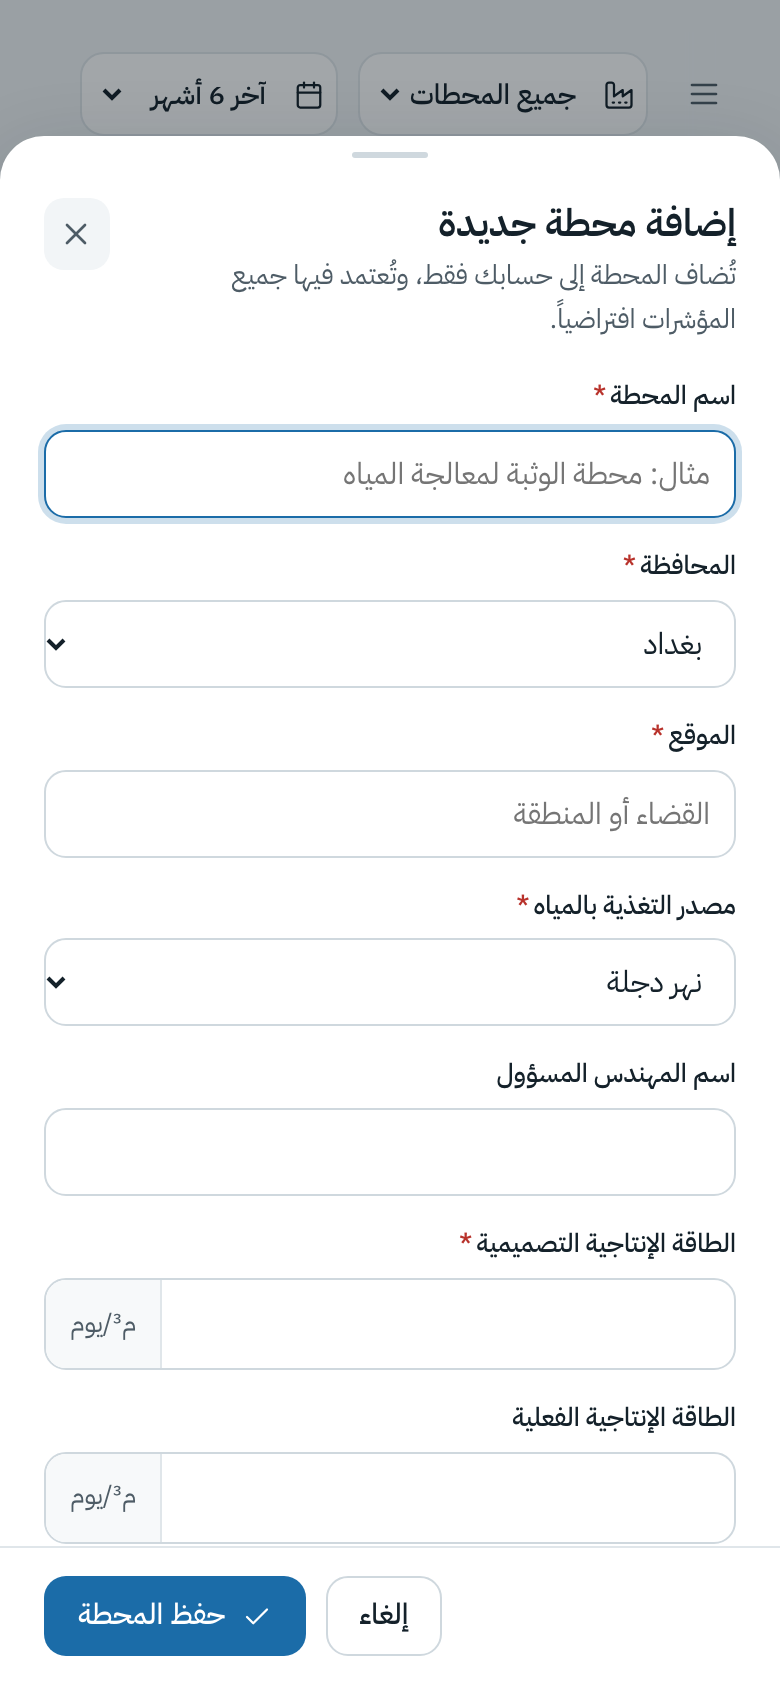 جميع المحطات
آخر 6 أشهر
إضافة محطة جديدة
تُضاف المحطة إلى حسابك فقط، وتُعتمد فيها جميع
المؤشرات افتراضياً.
اسم المحطة *
مثال: محطة الوثبة لمعالجة المياه
المحافظة *
بغداد
الموقع *
القضاء أو المنطقة
مصدر التغذية بالمياه *
نهر دجلة
اسم المهندس المسؤول
الطاقة الإنتاجية التصميمية *
م³/يوم
الطاقة الإنتاجية الفعلية
م³/يوم
إلغاء
حفظ المحطة